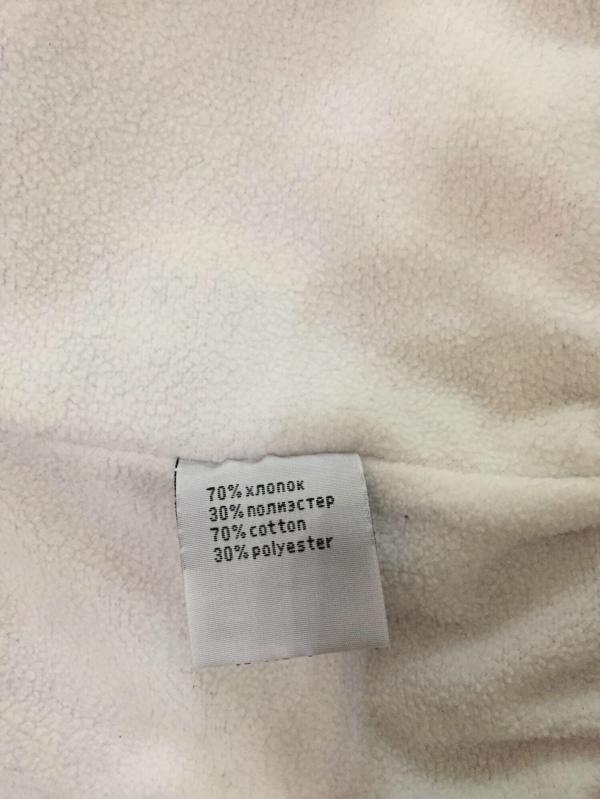 70% хлопок
30% полиэстер
70% cotton
30% polyester